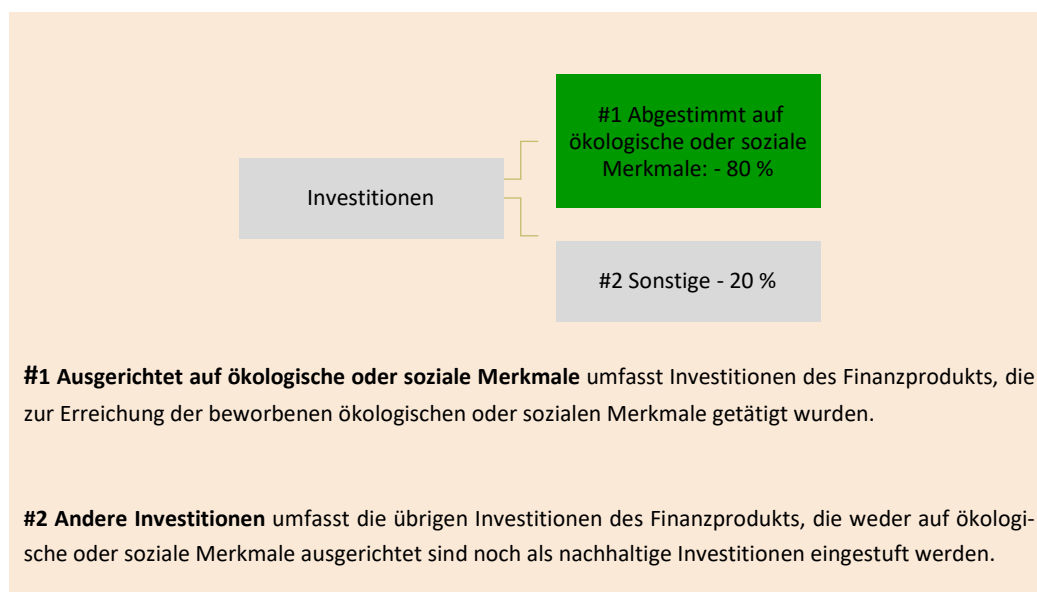 #1 Abgestimmt auf
ökologische oder soziale
Merkmale: - 80 %
Investitionen
#2 Sonstige - 20 %
#1 Ausgerichtet auf ökologische oder soziale Merkmale umfasst Investitionen des Finanzprodukts, die
zur Erreichung der beworbenen ökologischen oder sozialen Merkmale getätigt wurden.
#2 Andere Investitionen umfasst die übrigen Investitionen des Finanzprodukts, die weder auf ökologi-
sche oder soziale Merkmale ausgerichtet sind noch als nachhaltige Investitionen eingestuft werden.